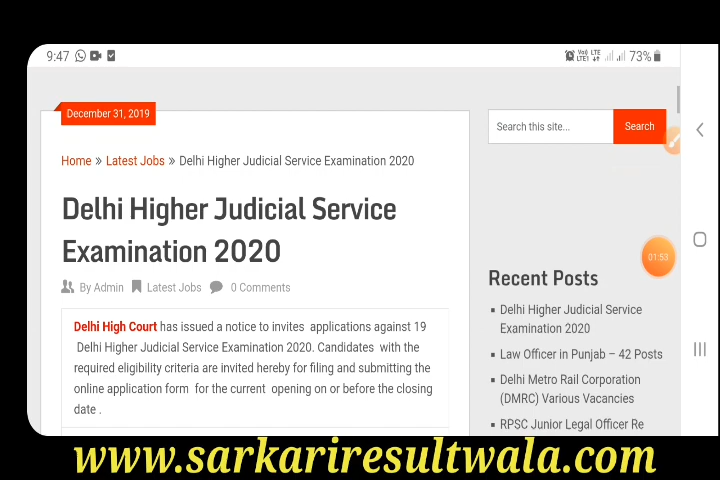 9:47
Voo) LTE
LTE1
73%
December 31, 2019
Search this site...
Search
Home » Latest Jobs » Delhi Higher Judicial Service Examination 2020
Delhi Higher Judicial Service
Examination 2020
By Admin Latest Jobs 0 Comments
01:53
Recent Posts
Delhi High Court has issued a notice to invites applications against 19
Delhi Higher Judicial Service Examination 2020. Candidates with the
required eligibility criteria are invited hereby for filing and submitting the
online application form for the current opening on or before the closing
date .
Delhi Higher Judicial Service
Examination 2020
Law Officer in Punjab – 42 Posts
Delhi Metro Rail Corporation
(DMRC) Various Vacancies
RPSC Junior Legal Officer Re
www.sarkariresultwala.com